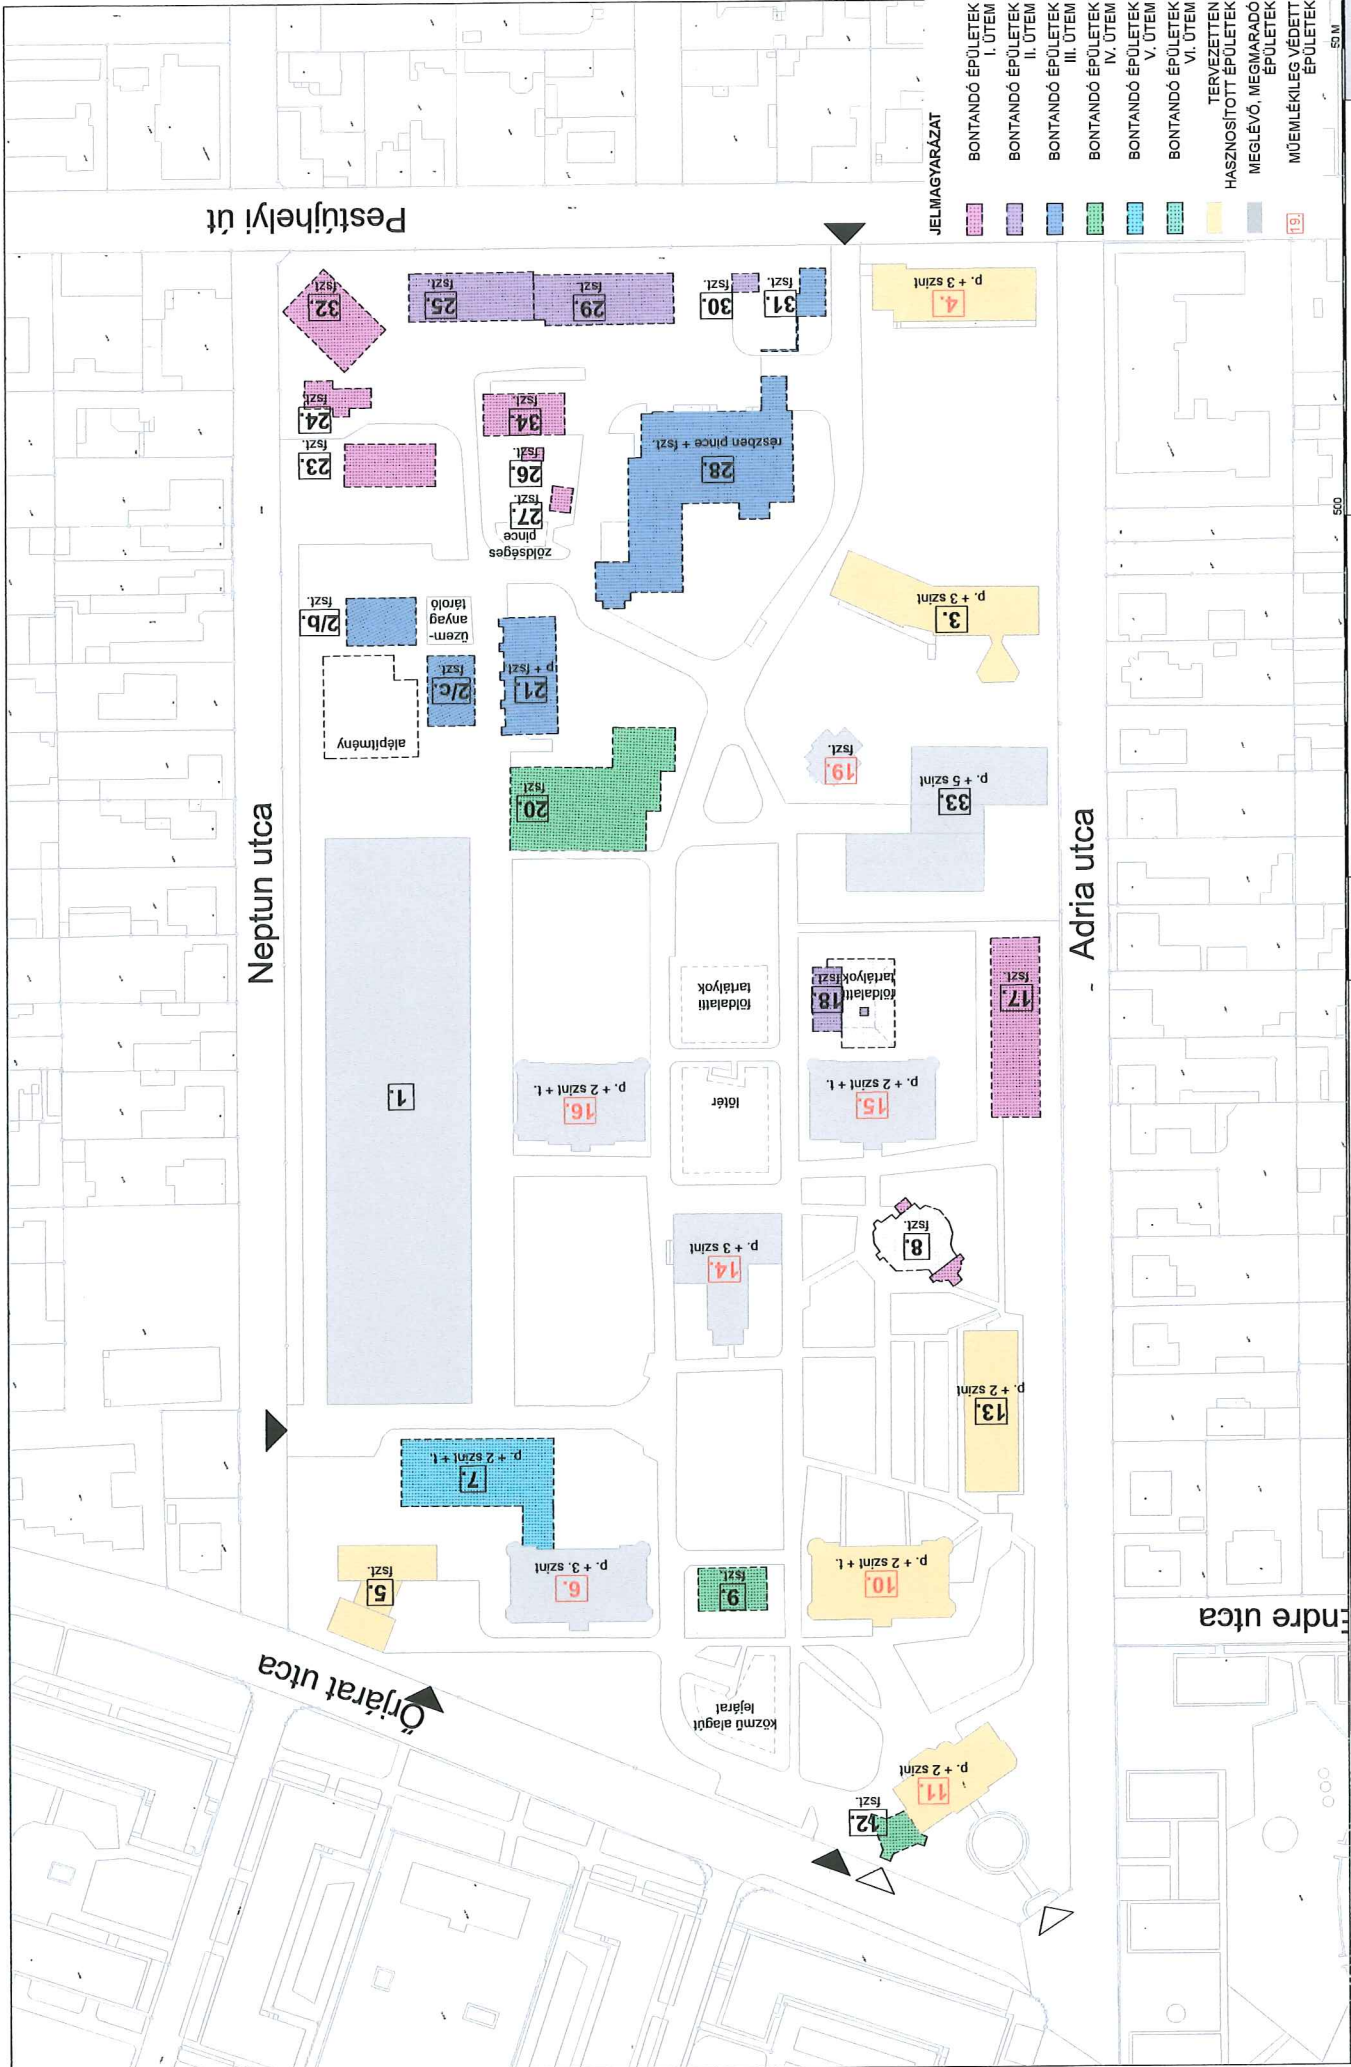 Pestújhelyi út
JELMAGYARÁZAT
BONTANDÓ ÉPÜLETEK
I. ÜTEM
BONTANDÓ ÉPÜLETEK
II. ÜTEM
BONTANDÓ ÉPÜLETEK
III. ÜTEM
BONTANDÓ ÉPÜLETEK
IV. ÜTEM
BONTANDÓ ÉPÜLETEK
V. ÜTEM
BONTANDÓ ÉPÜLETEK
VI. ÜTEM
TERVEZETTEN
HASZNOSÍTOTT ÉPÜLETEK
MEGLÉVŐ, MEGMARADÓ
ÉPÜLETEK
19.
MŰEMLÉKILEG VÉDETT
ÉPÜLETEK
50 M
500
32.
fszt.
25.
fszt.
29.
fszt.
30.
fszt.
31.
fszt.
4.
p. + 3 szint
24.
fszt.
23.
fszt.
34.
fszt.
26.
fszt.
27.
fszt.
zöldséges
pince
28.
részben pince + fszt.
2/b.
fszt.
üzem-
anyag
tároló
2/c.
fszt.
21.
p + fszt
3.
p. + 3 szint
alépítmény
20.
fszt.
19.
fszt.
33.
p. + 5 szint
Neptun utca
Adria utca
1.
földalatti
tartályok
18.
fszt.
földalatti
tartályok
17.
fszt.
16.
p. + 2 szint + t.
lőtér
15.
p. + 2 szint + t.
14.
p. + 3 szint
8.
fszt.
13.
p. + 2 szint
7.
p. + 2 szint + t.
5.
fszt.
6.
p. + 3. szint
9.
fszt.
10.
p. + 2 szint + t.
Endre utca
Őrjárat utca
közmű alagút
lejárat
11.
p. + 2 szint
12.
fszt.